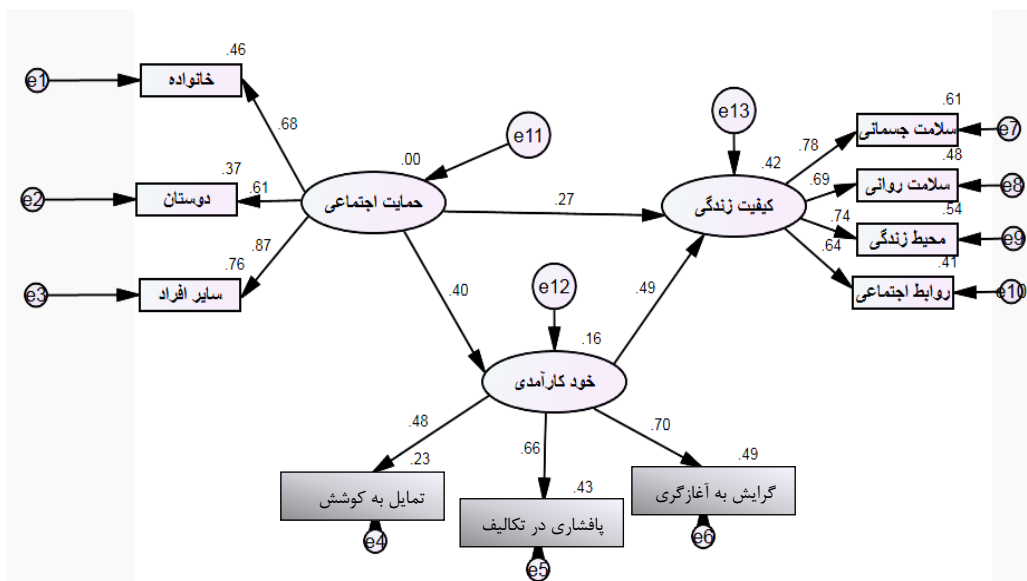 .46
e1
خانواده
.68
.37
e2
دوستان
.61
.87
.76
e3
سایر افراد
e11
.00
حمایت اجتماعی
.27
.40
e12
.16
خود کارآمدی
.49
e13
.42
کیفیت زندگی
.78
.61
سلامت جسمانی
e7
.69
.48
سلامت روانی
e8
.74
.54
محیط زندگی
e9
.64
.41
روابط اجتماعی
e10
.48
.23
تمایل به کوشش
e4
.66
.43
پافشاری در تکالیف
e5
.70
.49
گرایش به آغازگری
e6